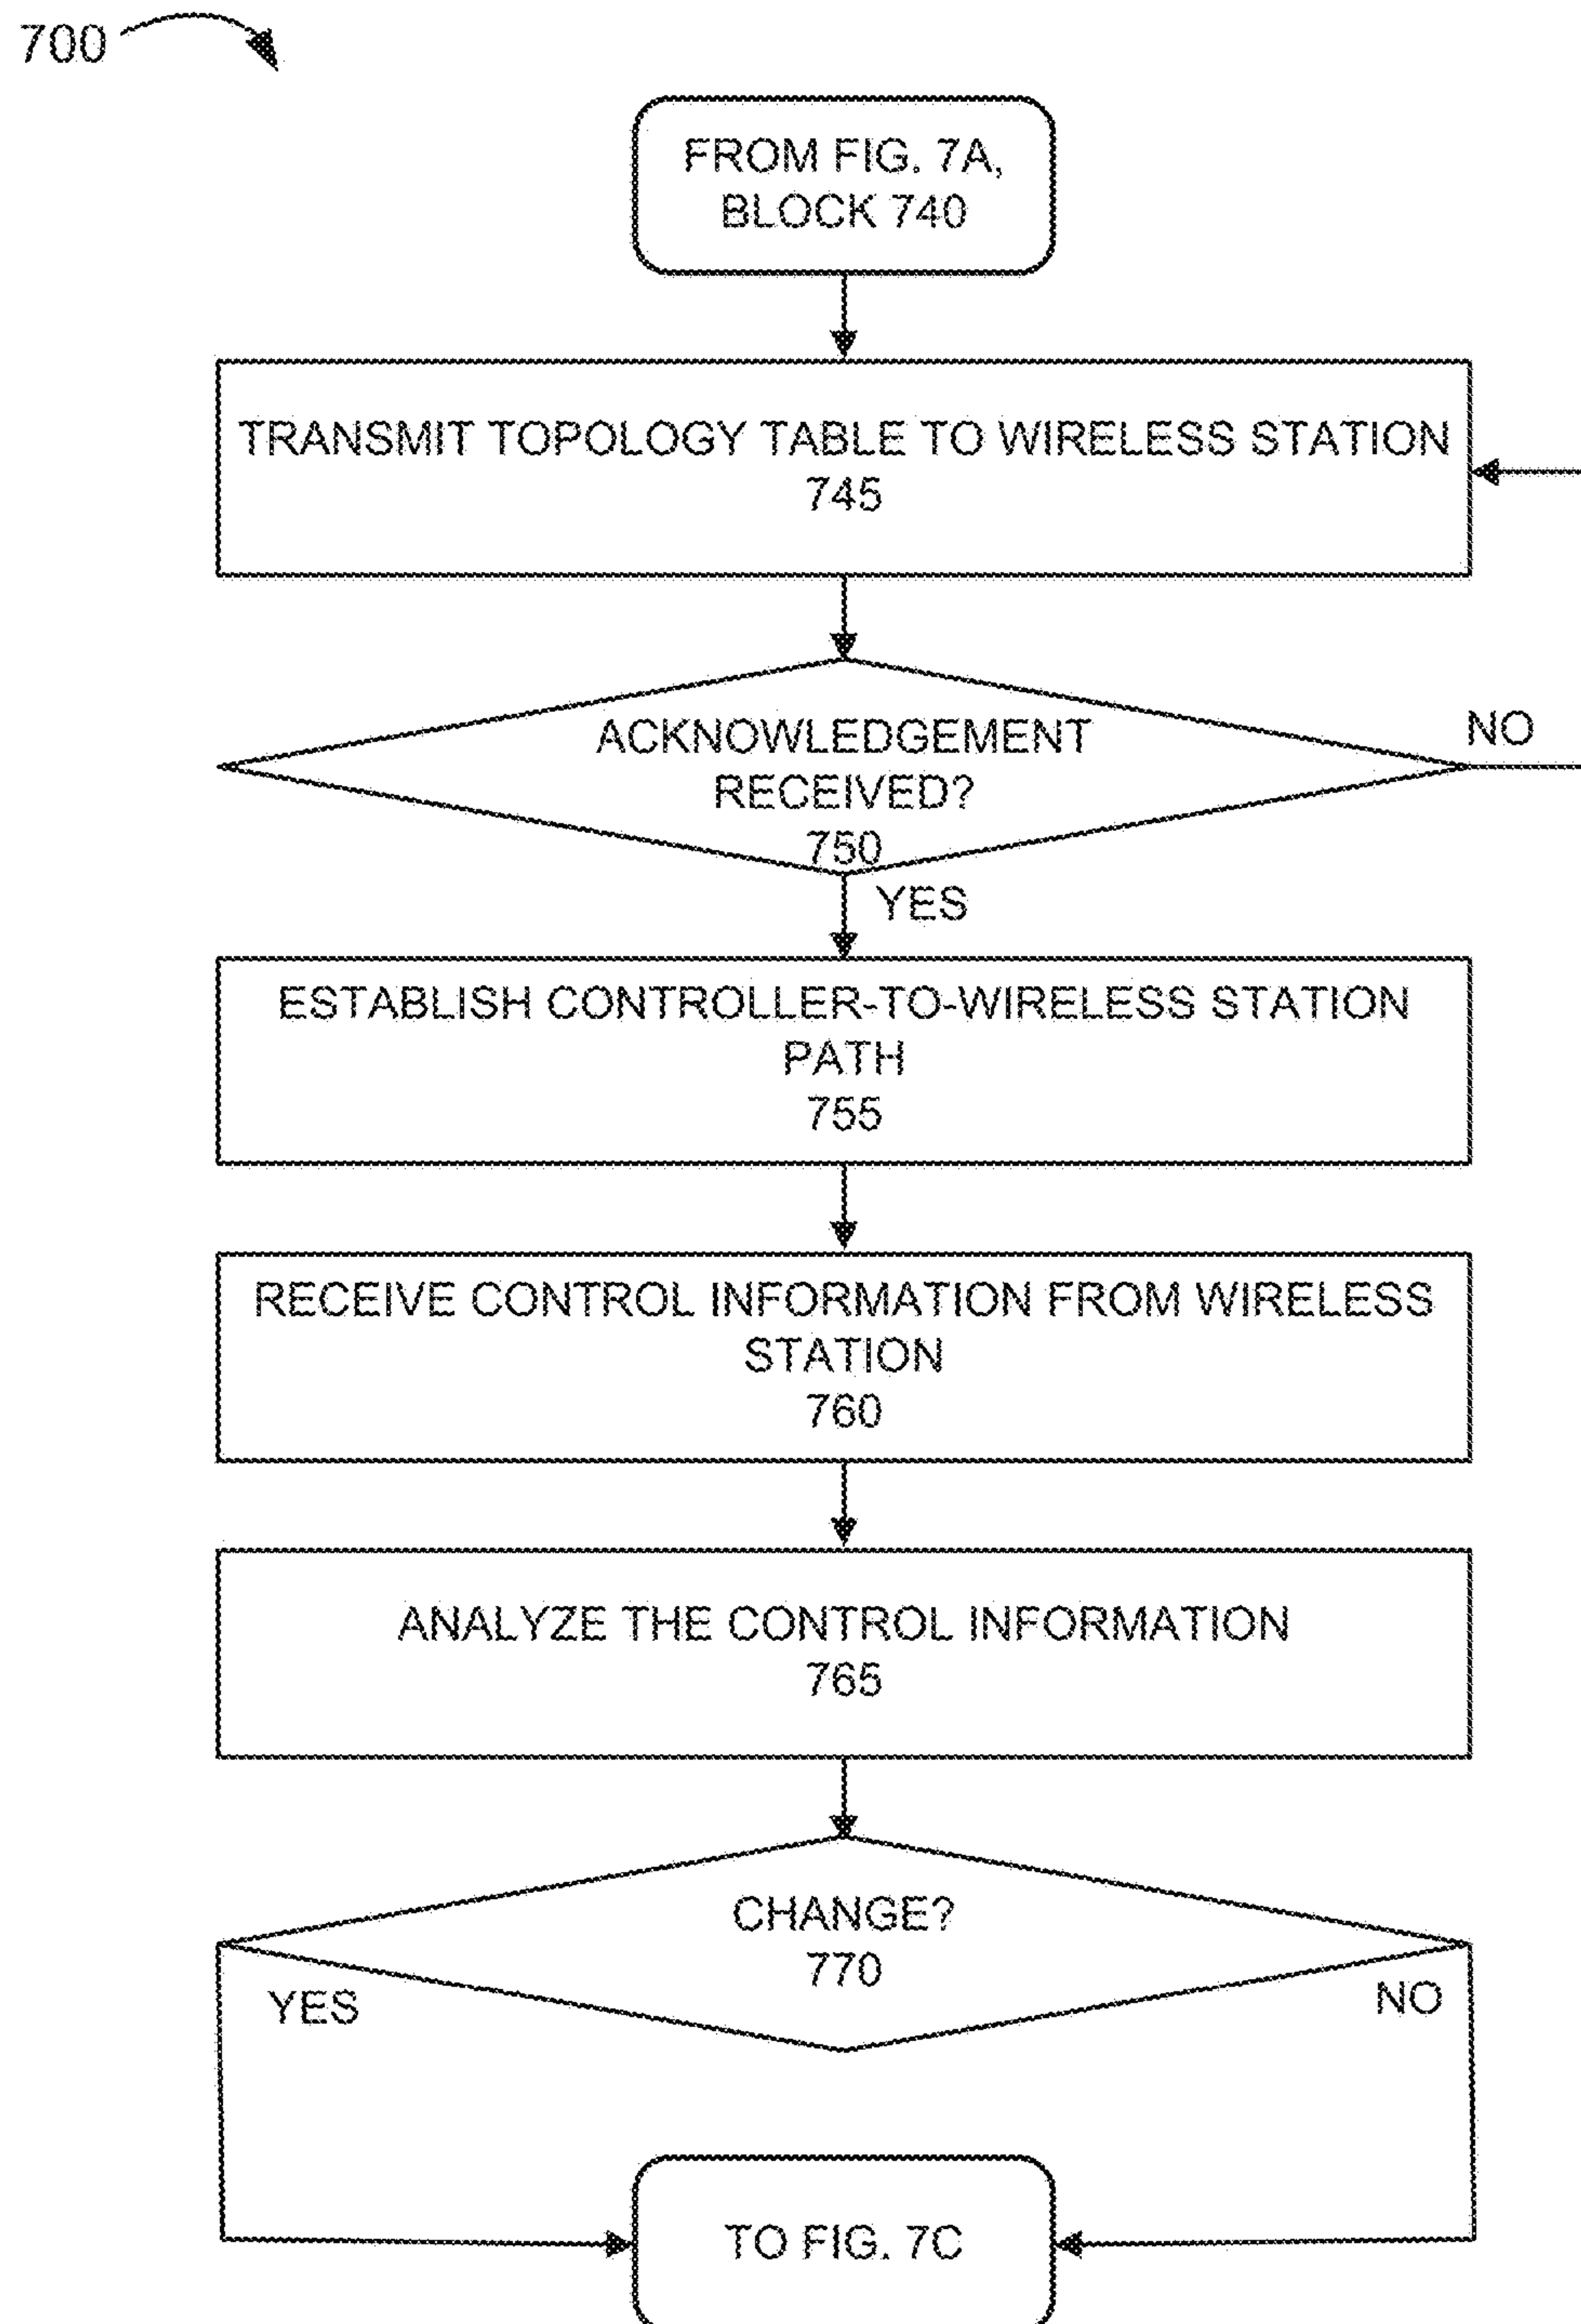 700
FROM FIG. 7A,
BLOCK 740
TRANSMIT TOPOLOGY TABLE TO WIRELESS STATION
745
ACKNOWLEDGEMENT
RECEIVED?
750
NO
YES
ESTABLISH CONTROLLER-TO-WIRELESS STATION
PATH
755
RECEIVE CONTROL INFORMATION FROM WIRELESS
STATION
760
ANALYZE THE CONTROL INFORMATION
765
CHANGE?
770
YES
NO
TO FIG. 7C